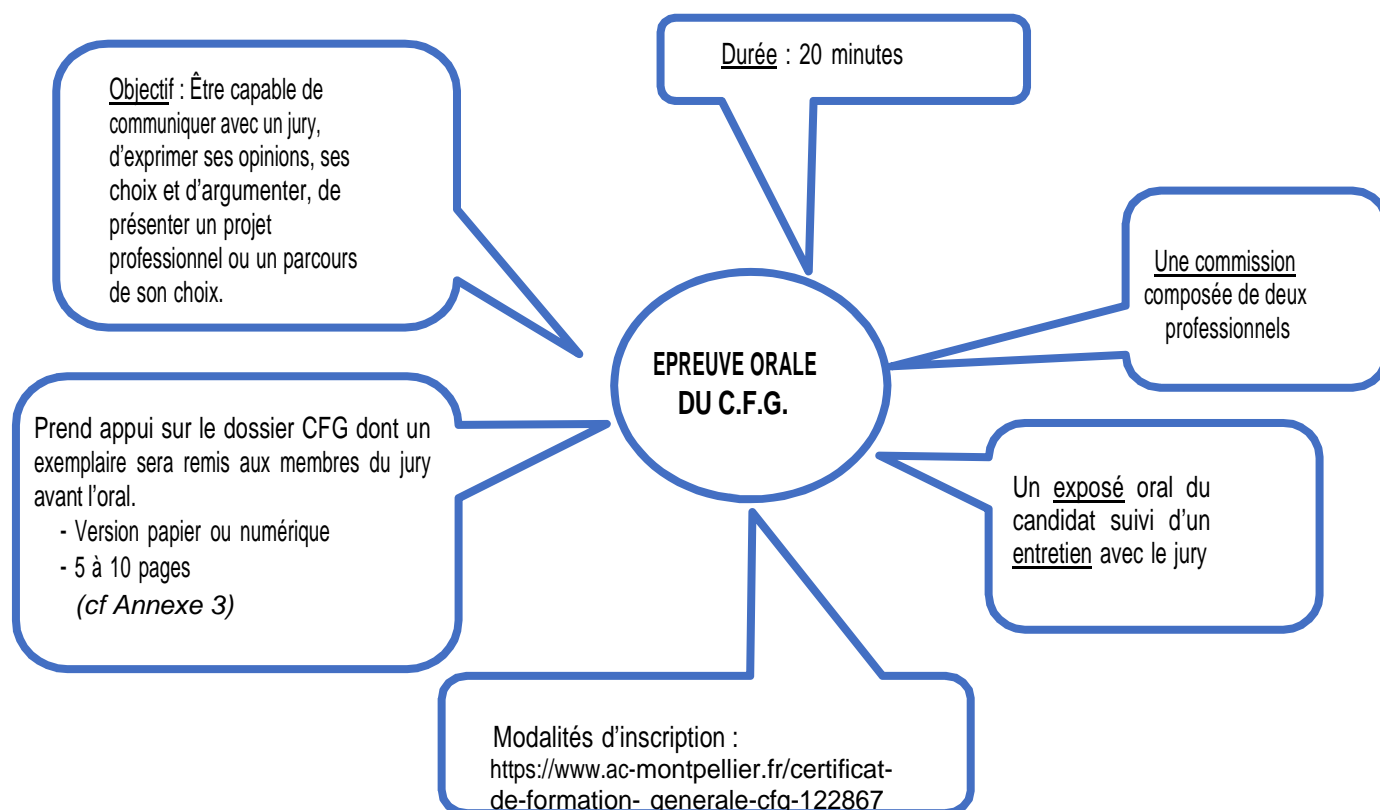 Durée : 20 minutes
Objectif : Être capable de
communiquer avec un jury,
d'exprimer ses opinions, ses
choix et d'argumenter, de
présenter un projet
professionnel ou un parcours
de son choix.
Une commission
composée de deux
professionnels
EPREUVE ORALE
DU C.F.G.
Prend appui sur le dossier CFG dont un
exemplaire sera remis aux membres du jury
avant l'oral.
- Version papier ou numérique
- 5 à 10 pages
(cf Annexe 3)
Un exposé oral du
candidat suivi d'un
entretien avec le jury
Modalités d'inscription :
https://www.ac-montpellier.fr/certificat-
de-formation- generale-cfg-122867